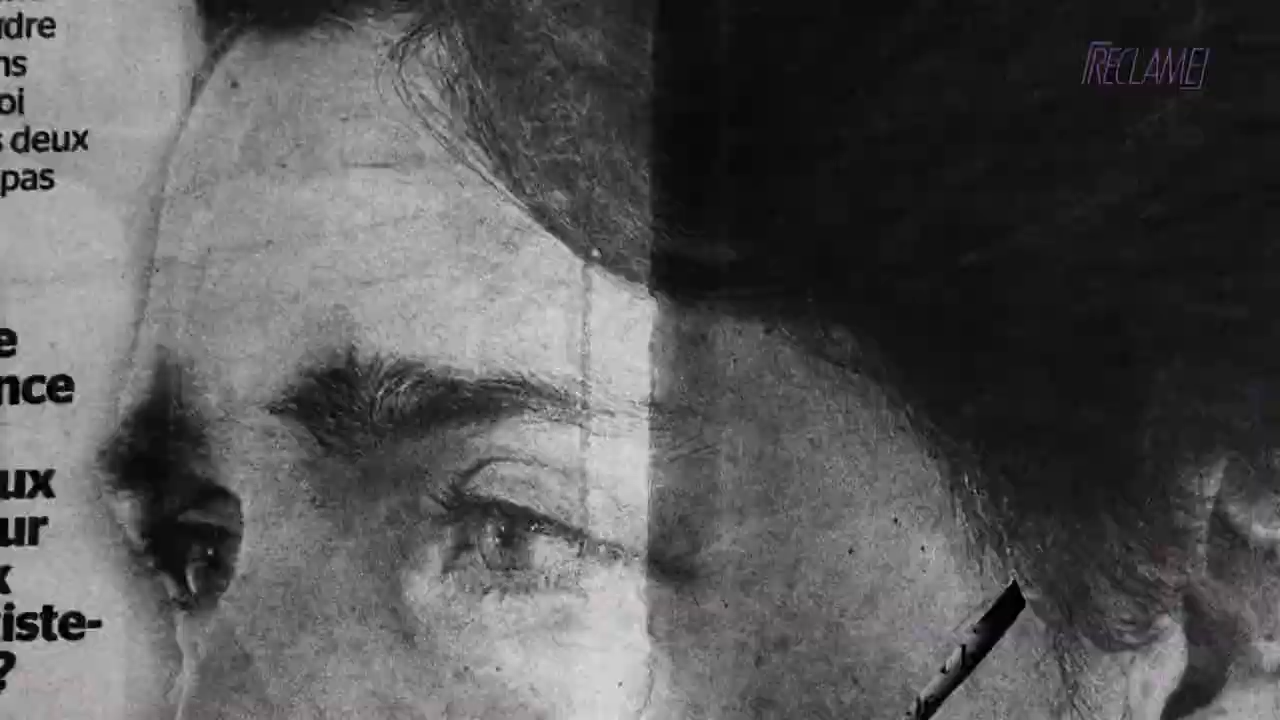 udre
ns
oi
s deux
pas
e
nce
ux
ur
x
iste-
?
RECLAME